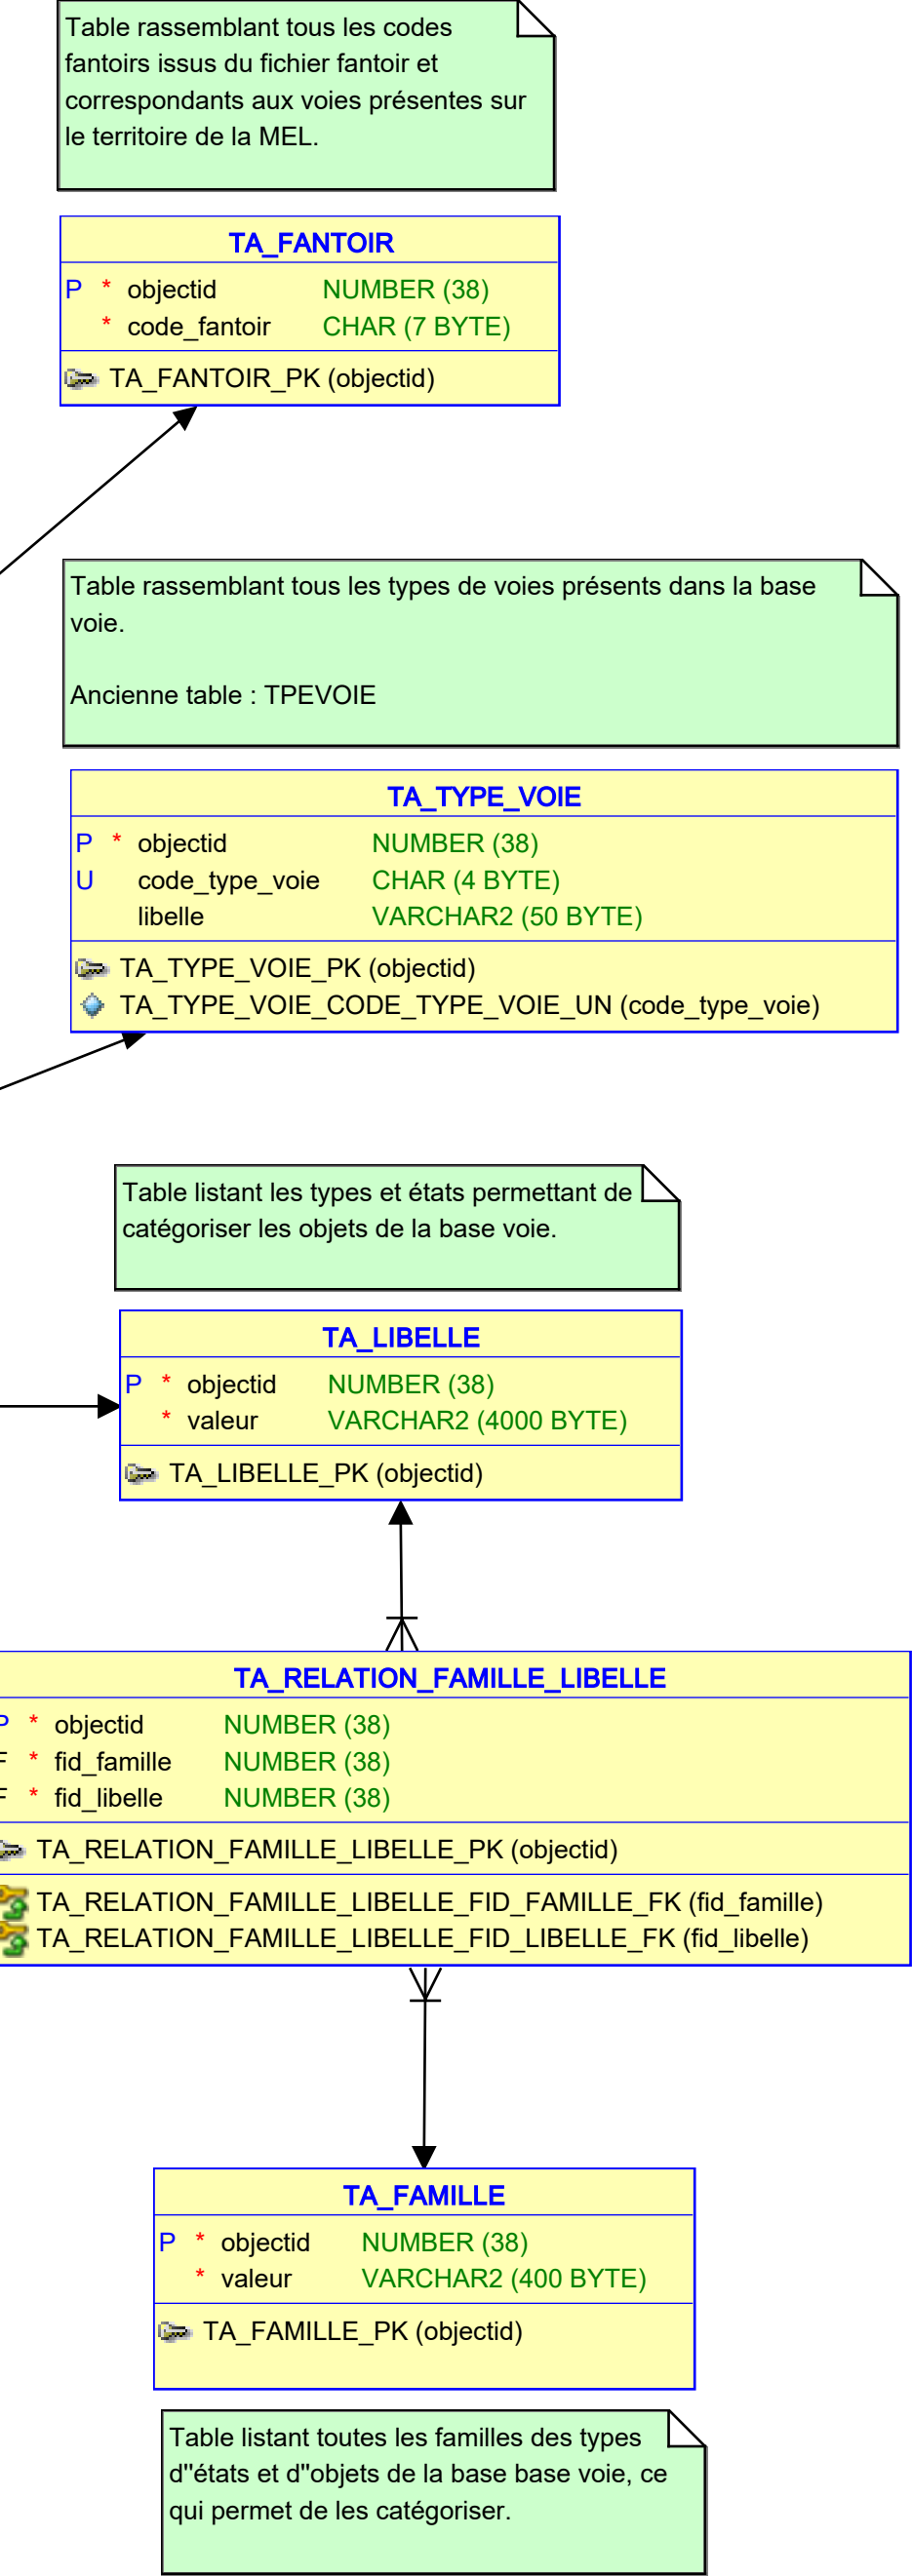 Table rassemblant tous les codes
fantoirs issus du fichier fantoir et
correspondants aux voies présentes sur
le territoire de la MEL.
TA_FANTOIR
P * objectid NUMBER (38)
* code_fantoir CHAR (7 BYTE)
TA_FANTOIR_PK (objectid)
Table rassemblant tous les types de voies présents dans la base
voie.
Ancienne table : TPEVOIE
TA_TYPE_VOIE
P * objectid NUMBER (38)
U code_type_voie CHAR (4 BYTE)
libelle VARCHAR2 (50 BYTE)
TA_TYPE_VOIE_PK (objectid)
TA_TYPE_VOIE_CODE_TYPE_VOIE_UN (code_type_voie)
Table listant les types et états permettant de
catégoriser les objets de la base voie.
TA_LIBELLE
P * objectid NUMBER (38)
* valeur VARCHAR2 (4000 BYTE)
TA_LIBELLE_PK (objectid)
TA_RELATION_FAMILLE_LIBELLE
P * objectid NUMBER (38)
F * fid_famille NUMBER (38)
F * fid_libelle NUMBER (38)
TA_RELATION_FAMILLE_LIBELLE_PK (objectid)
TA_RELATION_FAMILLE_LIBELLE_FID_FAMILLE_FK (fid_famille)
TA_RELATION_FAMILLE_LIBELLE_FID_LIBELLE_FK (fid_libelle)
TA_FAMILLE
P * objectid NUMBER (38)
* valeur VARCHAR2 (400 BYTE)
TA_FAMILLE_PK (objectid)
Table listant toutes les familles des types
d''états et d''objets de la base base voie, ce
qui permet de les catégoriser.